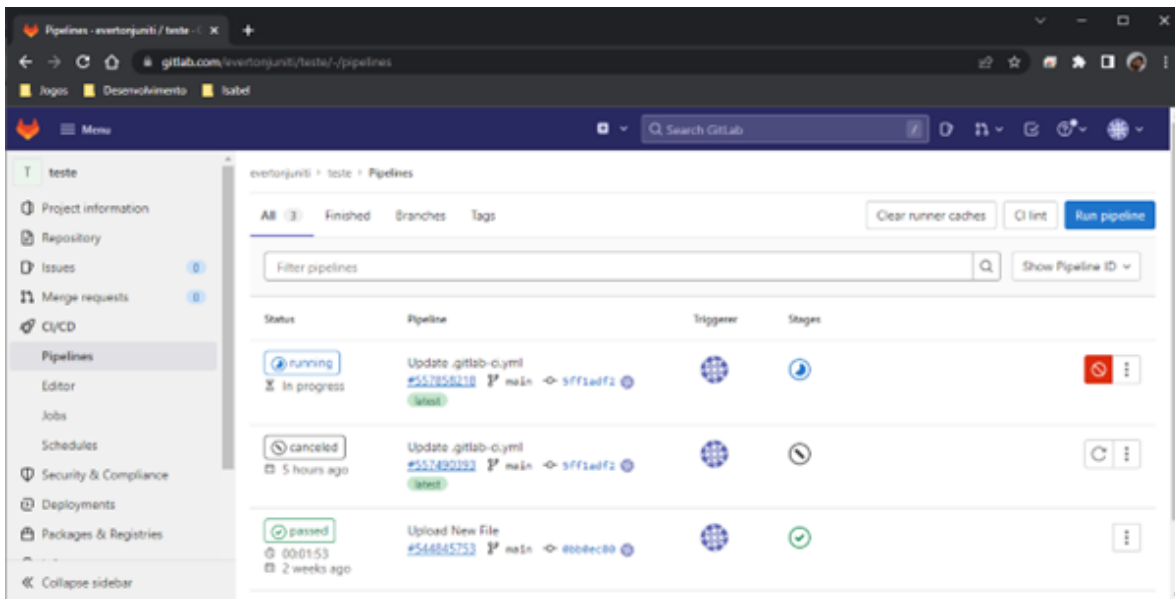 Pipelines - evertonjuniti / teste -
gitlab.com/evertonjuniti/teste/-/pipelines
Jogos Desenvolvimento Isabel
Menu
Search GitLab /
T teste
Project information
Repository
Issues 0
Merge requests 0
CI/CD
Pipelines
Editor
Jobs
Schedules
Security & Compliance
Deployments
Packages & Registries
Collapse sidebar
evertonjuniti > teste > Pipelines
All 3 Finished Branches Tags
Clear runner caches CI lint Run pipeline
Filter pipelines Show Pipeline ID
Status Pipeline Triggerer Stages
running Update .gitlab-ci.yml
In progress #557858218 main 5ff1adf2
latest
canceled Update .gitlab-ci.yml
5 hours ago #557490393 main 5ff1adf2
latest
passed Upload New File
00:01:53 #544845753 main
2 weeks ago